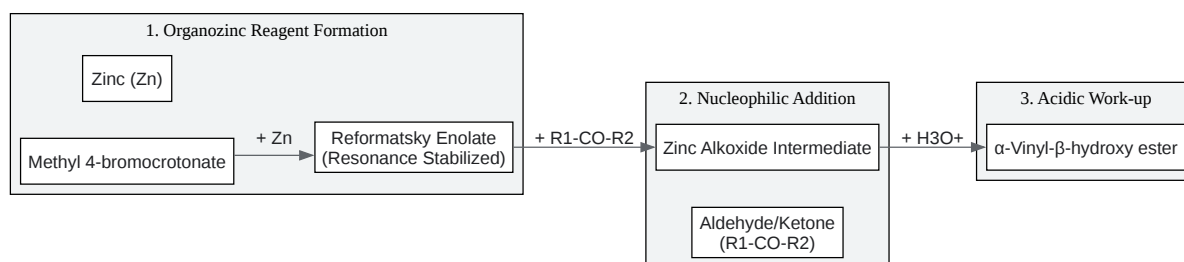 1. Organozinc Reagent Formation
Zinc (Zn)
Methyl 4-bromocrotonate
+ Zn
Reformatsky Enolate
(Resonance Stabilized)
+ R1-CO-R2
2. Nucleophilic Addition
Zinc Alkoxide Intermediate
Aldehyde/Ketone
(R1-CO-R2)
+ H3O+
3. Acidic Work-up
α-Vinyl-β-hydroxy ester